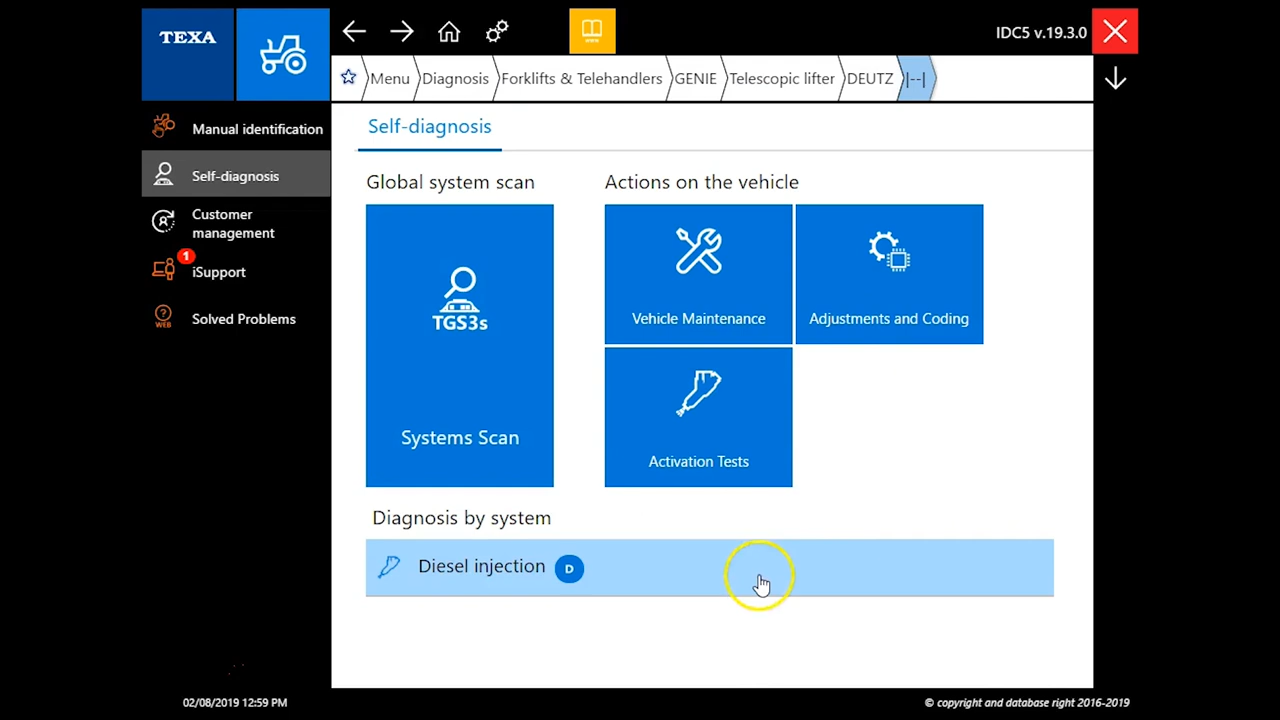 TEXA
IDC5 v.19.3.0
Menu
Diagnosis
Forklifts & Telehandlers
GENIE
Telescopic lifter
DEUTZ
|--|
Manual identification
Self-diagnosis
Customer
management
1
iSupport
WEB
Solved Problems
Self-diagnosis
Global system scan
Actions on the vehicle
TGS3s
Systems Scan
Vehicle Maintenance
Adjustments and Coding
Activation Tests
Diagnosis by system
Diesel injection D
02/08/2019 12:59 PM
© copyright and database right 2016-2019